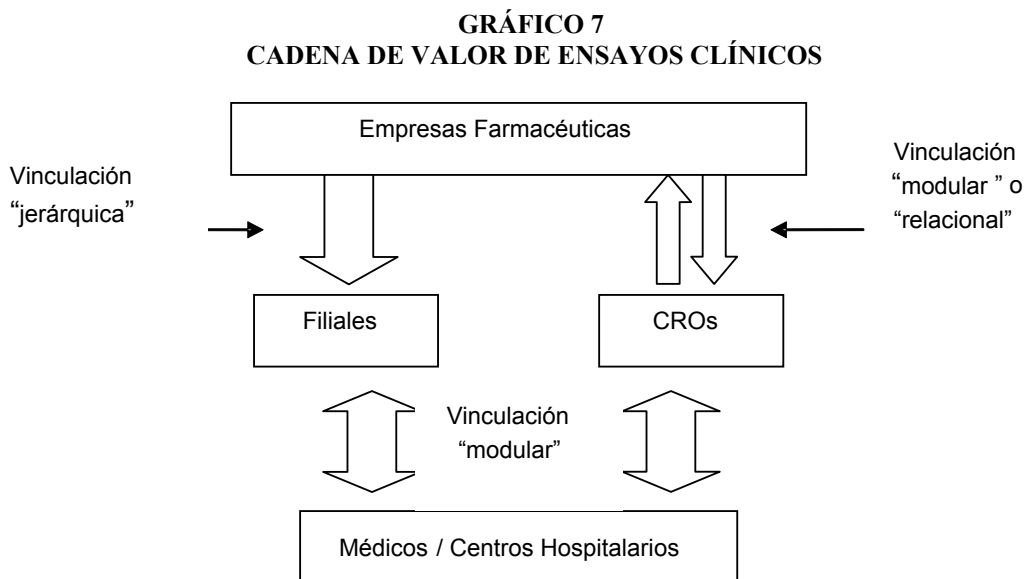 GRÁFICO 7
CADENA DE VALOR DE ENSAYOS CLÍNICOS
Empresas Farmacéuticas
Vinculación
“jerárquica”
Vinculación
“modular ” o
“relacional”
Filiales
CROs
Vinculación
“modular”
Médicos / Centros Hospitalarios